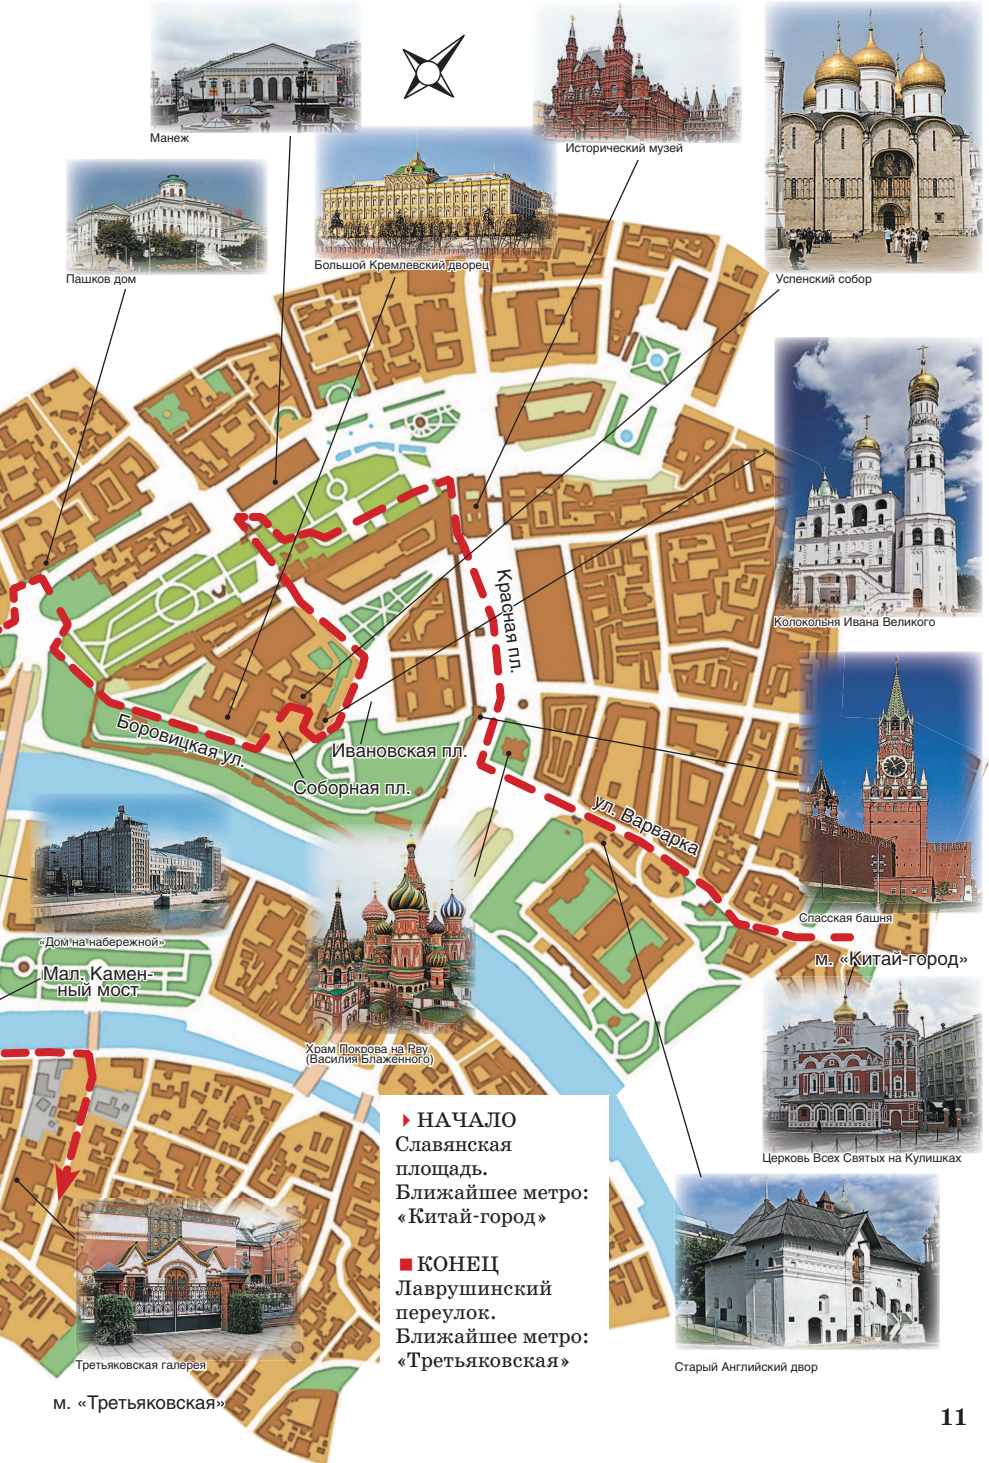 Манеж
Исторический музей
Большой Кремлевский дворец
Пашков дом
Успенский собор
Колокольня Ивана Великого
Красная пл.
Боровицкая ул.
Ивановская пл.
Соборная пл.
ул. Варварка
Спасская башня
«Дом на набережной»
м. «Китай-город»
Мал. Камен-
ный мост
Храм Покрова на Рву
(Василия Блаженного)
НАЧАЛО
Славянская
площадь.
Ближайшее метро:
«Китай-город»
Церковь Всех Святых на Кулишках
КОНЕЦ
Лаврушинский
переулок.
Ближайшее метро:
«Третьяковская»
Третьяковская галерея
Старый Английский двор
м. «Третьяковская»
11